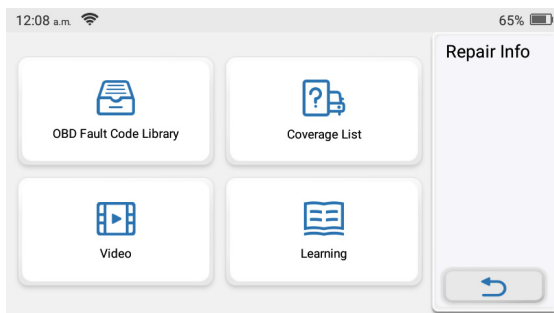 12:08 a.m.
65%
Repair Info
OBD Fault Code Library
Coverage List
Video
Learning